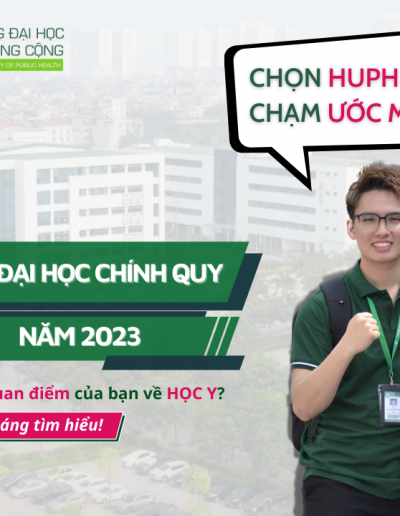 G ĐẠI HỌC
NG CỘNG
Y OF PUBLIC HEALTH
CHỌN HUPH
CHẠM ƯỚC M
ĐẠI HỌC CHÍNH QUY
NĂM 2023
uan điểm của bạn về HỌC Y?
áng tìm hiểu!